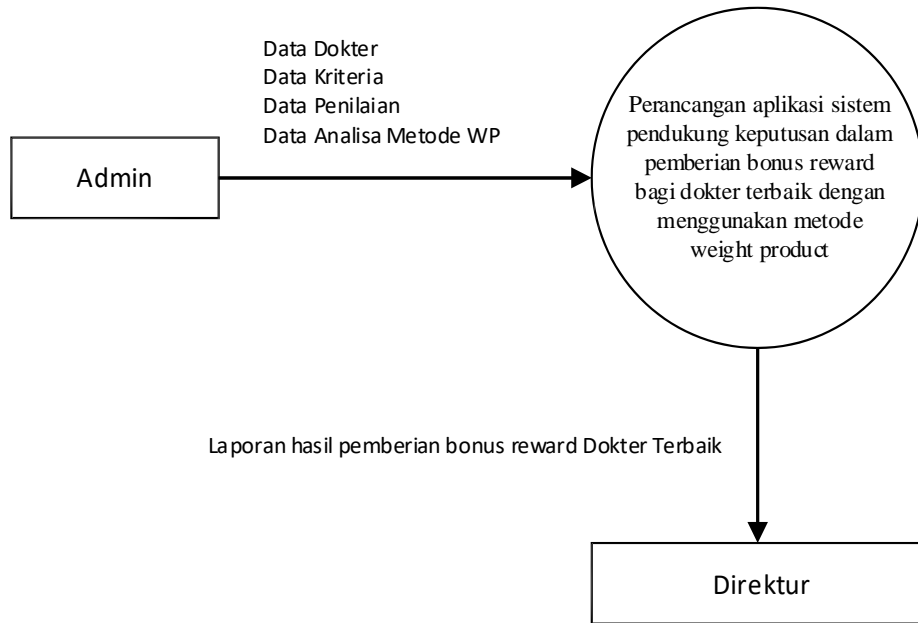 Data Dokter
Data Kriteria
Data Penilaian
Data Analisa Metode WP
Admin
Perancangan aplikasi sistem
pendukung keputusan dalam
pemberian bonus reward
bagi dokter terbaik dengan
menggunakan metode
weight product
Laporan hasil pemberian bonus reward Dokter Terbaik
Direktur